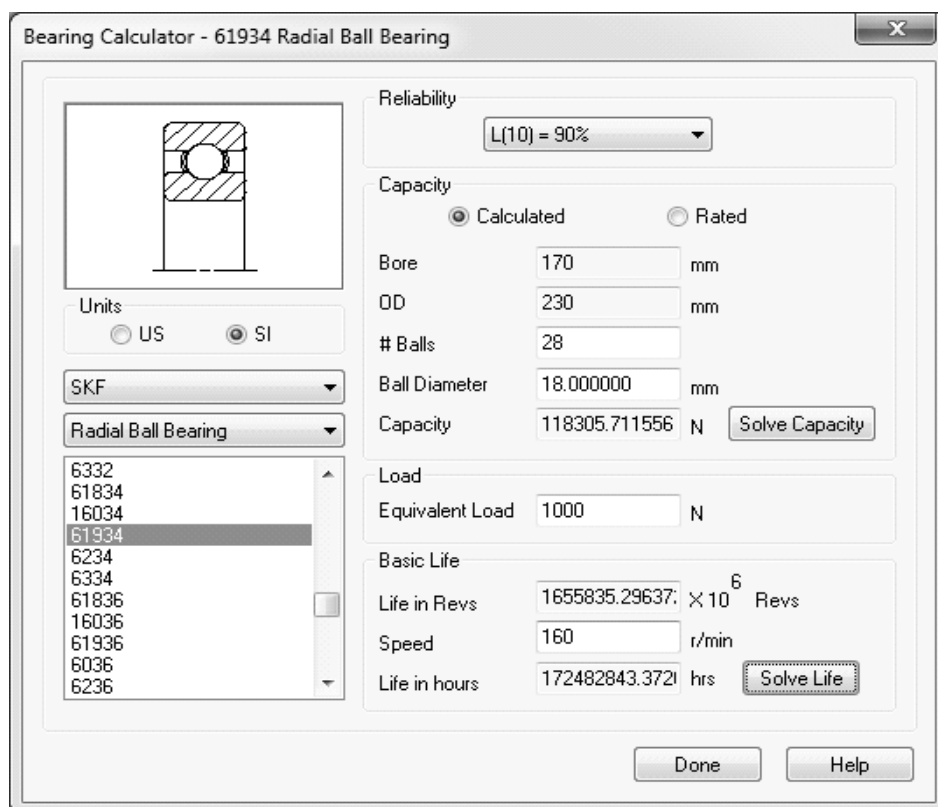 Bearing Calculator - 61934 Radial Ball Bearing
Units
US SI
SKF
Radial Ball Bearing
6332
61834
16034
61934
6234
6334
61836
16036
61936
6036
6236
Reliability
L(10) = 90%
Capacity
Calculated Rated
Bore 170 mm
OD 230 mm
# Balls 28
Ball Diameter 18.000000 mm
Capacity 118305.711556 N Solve Capacity
Load
Equivalent Load 1000 N
Basic Life
Life in Revs 1655835.29637 X 10^6 Revs
Speed 160 r/min
Life in hours 172482843.372 hrs Solve Life
Done Help